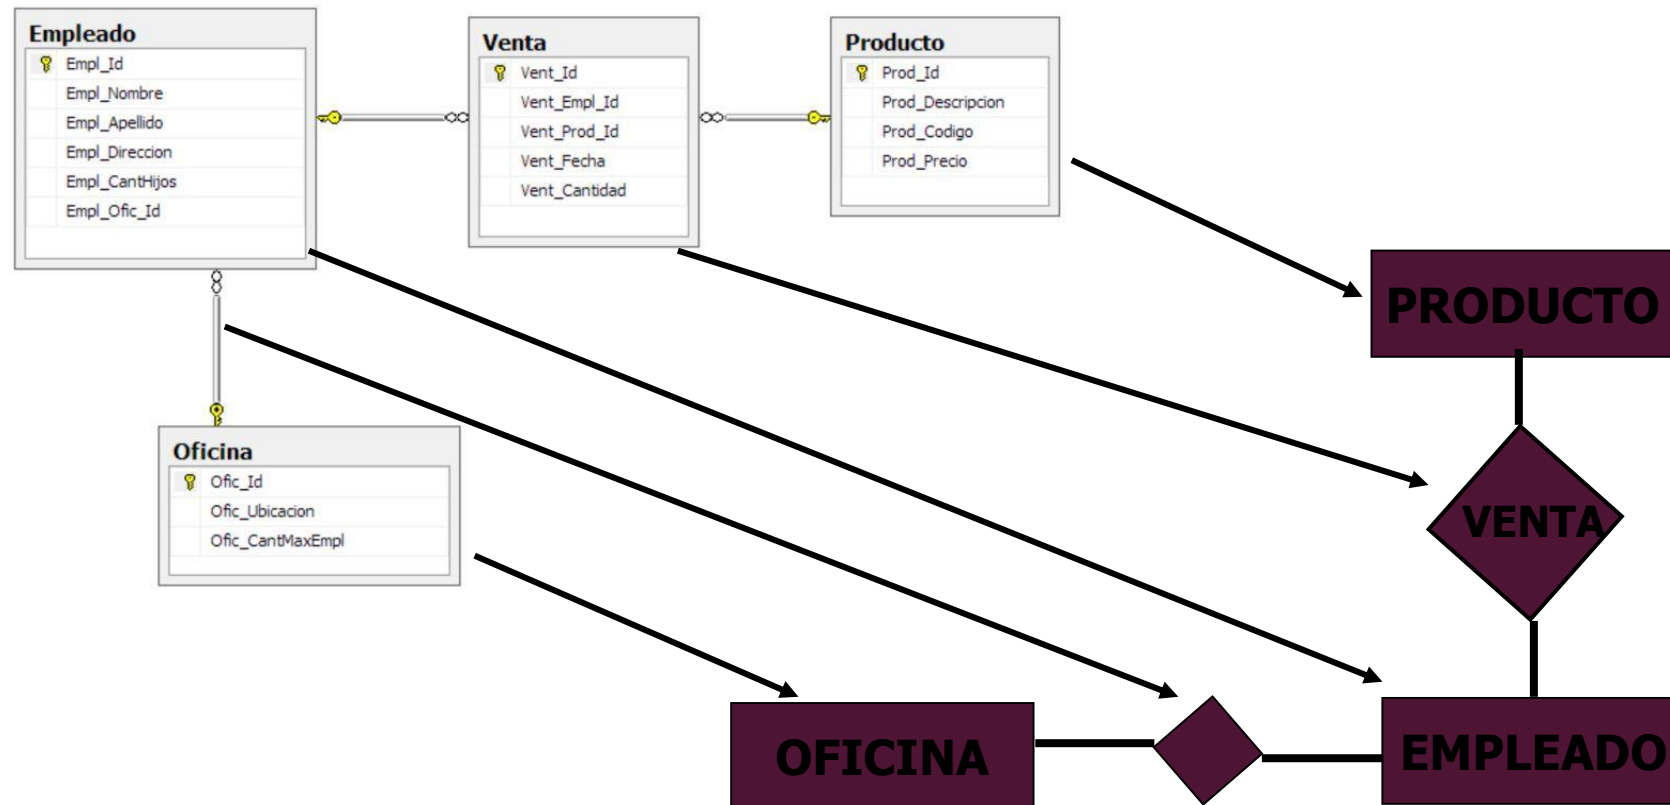 Empleado
Empl_Id
Empl_Nombre
Empl_Apellido
Empl_Direccion
Empl_CantHijos
Empl_Ofic_Id
Venta
Vent_Id
Vent_Empl_Id
Vent_Prod_Id
Vent_Fecha
Vent_Cantidad
Producto
Prod_Id
Prod_Descripcion
Prod_Codigo
Prod_Precio
Oficina
Ofic_Id
Ofic_Ubicacion
Ofic_CantMaxEmpl
PRODUCTO
VENTA
OFICINA
EMPLEADO